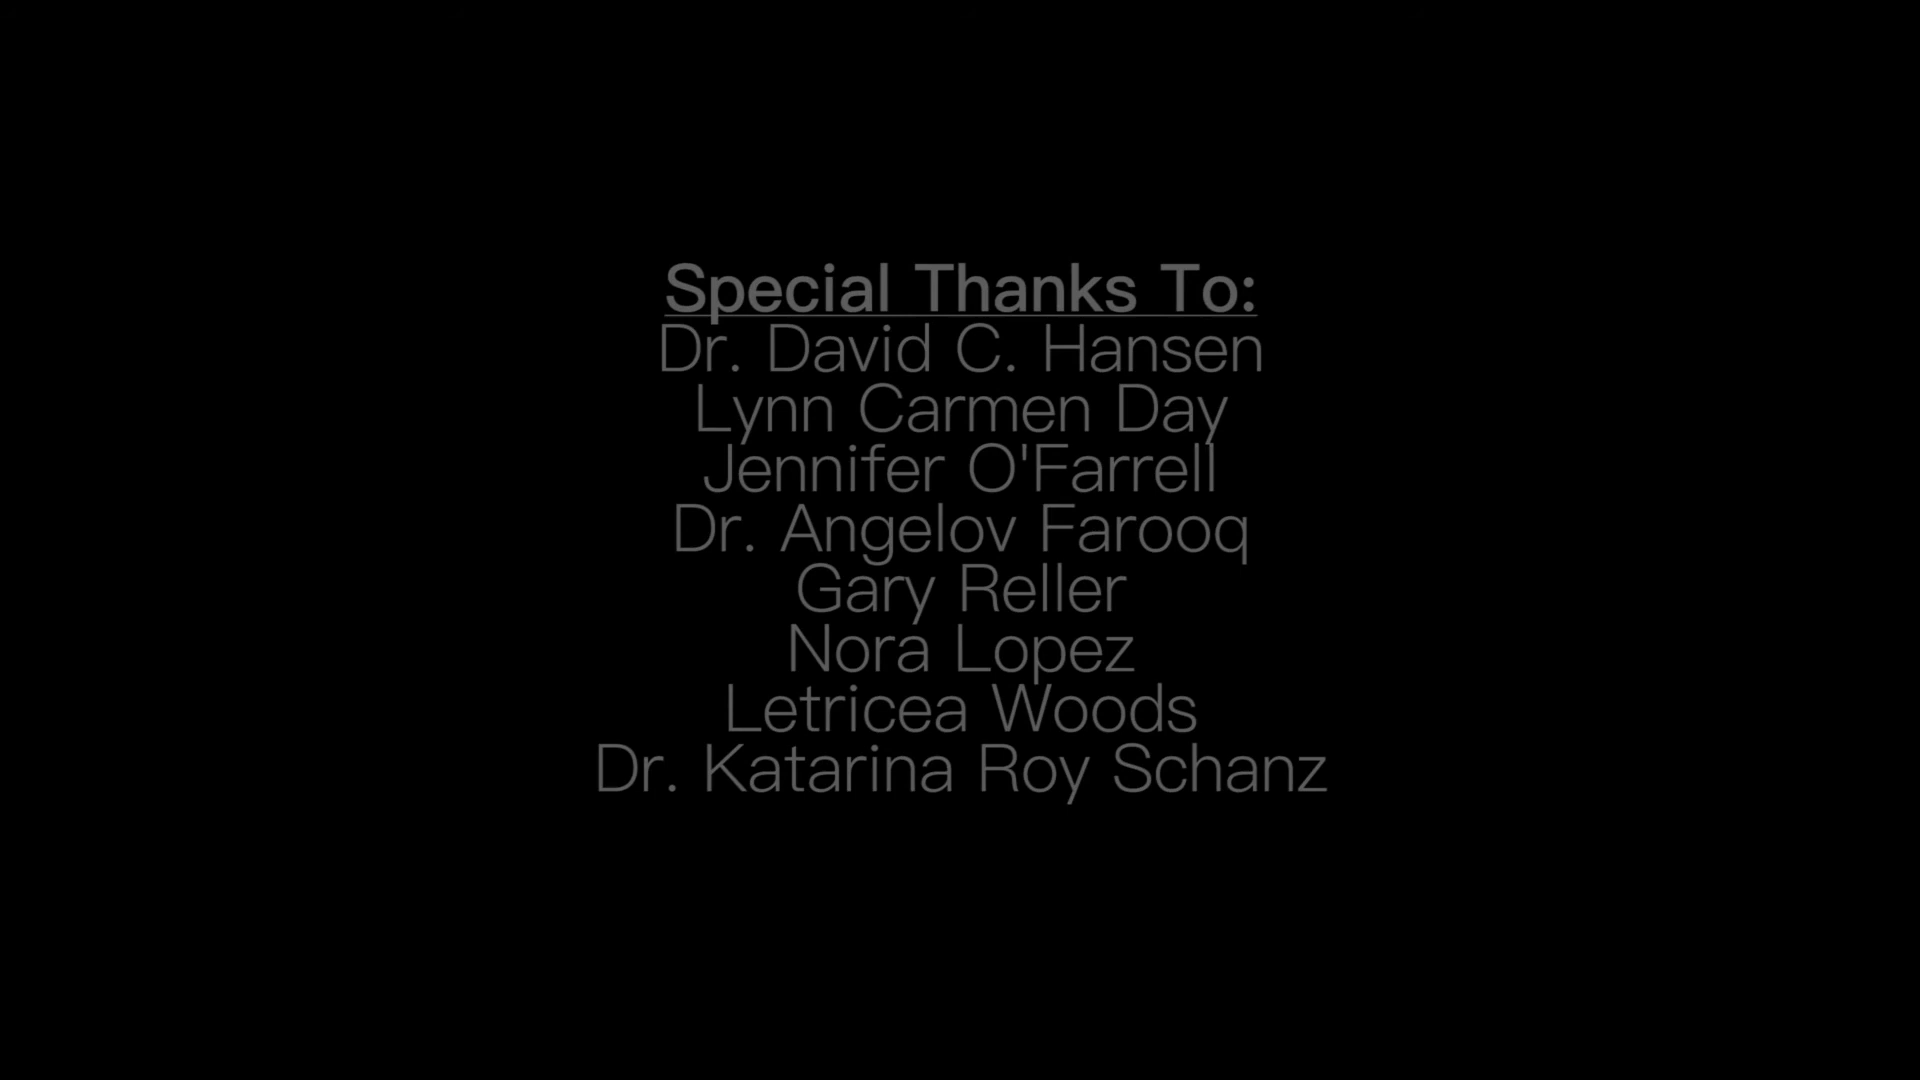 Special Thanks To:
Dr. David C. Hansen
Lynn Carmen Day
Jennifer O'Farrell
Dr. Angelov Farooq
Gary Reller
Nora Lopez
Letricea Woods
Dr. Katarina Roy Schanz